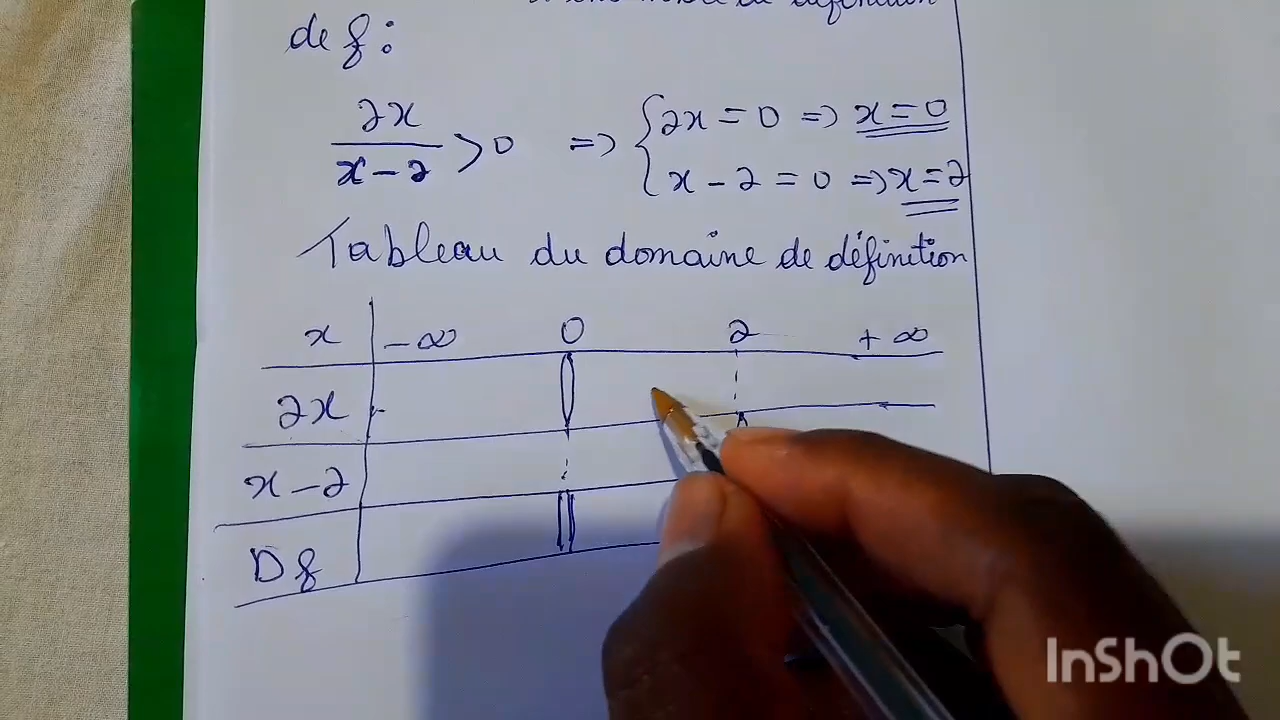 définition
de f :
2x / x - 2 > 0 => { 2x = 0 => x = 0
x - 2 = 0 => x = 2
Tableau du domaine de définition
x -∞ 0 2 +∞
2x -
x - 2
Df
InShOt